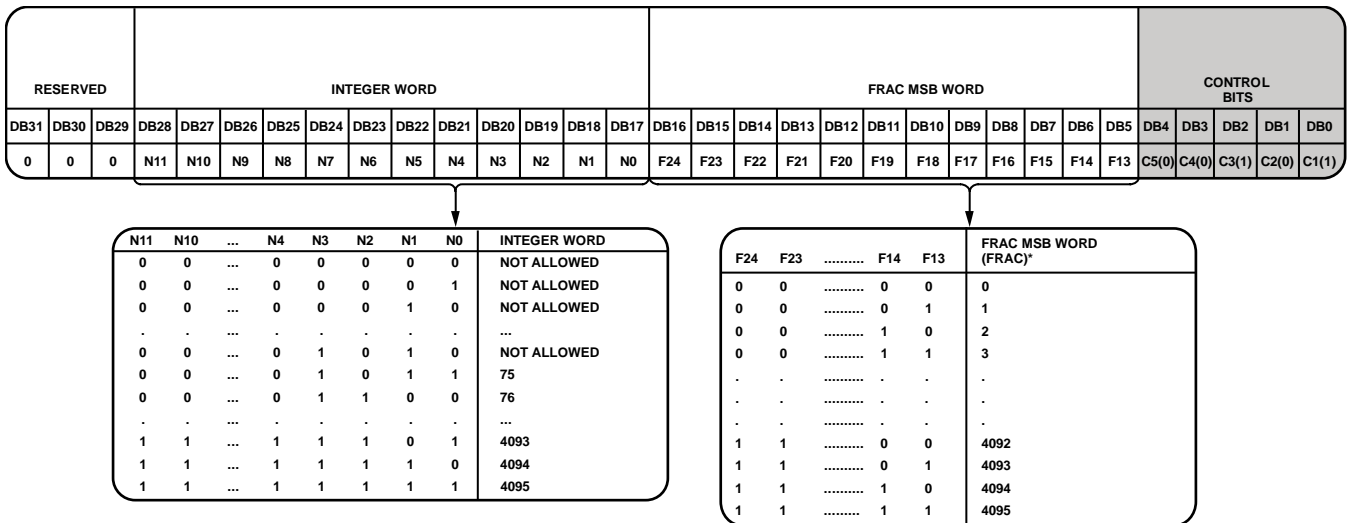 RESERVED INTEGER WORD FRAC MSB WORD CONTROL
BITS
DB31 DB30 DB29 DB28 DB27 DB26 DB25 DB24 DB23 DB22 DB21 DB20 DB19 DB18 DB17 DB16 DB15 DB14 DB13 DB12 DB11 DB10 DB9 DB8 DB7 DB6 DB5 DB4 DB3 DB2 DB1 DB0
0 0 0 N11 N10 N9 N8 N7 N6 N5 N4 N3 N2 N1 N0 F24 F23 F22 F21 F20 F19 F18 F17 F16 F15 F14 F13 C5(0) C4(0) C3(1) C2(0) C1(1)
N11 N10 ... N4 N3 N2 N1 N0 INTEGER WORD
0 0 ... 0 0 0 0 0 NOT ALLOWED
0 0 ... 0 0 0 0 1 NOT ALLOWED
0 0 ... 0 0 0 1 0 NOT ALLOWED
. . ... . . . . . ...
0 0 ... 0 1 0 1 0 NOT ALLOWED
0 0 ... 0 1 0 1 1 75
0 0 ... 0 1 1 0 0 76
. . ... . . . . . ...
1 1 ... 1 1 1 0 1 4093
1 1 ... 1 1 1 1 0 4094
1 1 ... 1 1 1 1 1 4095
F24 F23 .......... F14 F13 FRAC MSB WORD
(FRAC)*
0 0 .......... 0 0 0
0 0 .......... 0 1 1
0 0 .......... 1 0 2
0 0 .......... 1 1 3
. . .......... . . .
. . .......... . . .
. . .......... . . .
1 1 .......... 0 0 4092
1 1 .......... 0 1 4093
1 1 .......... 1 0 4094
1 1 ......... 1 1 4095